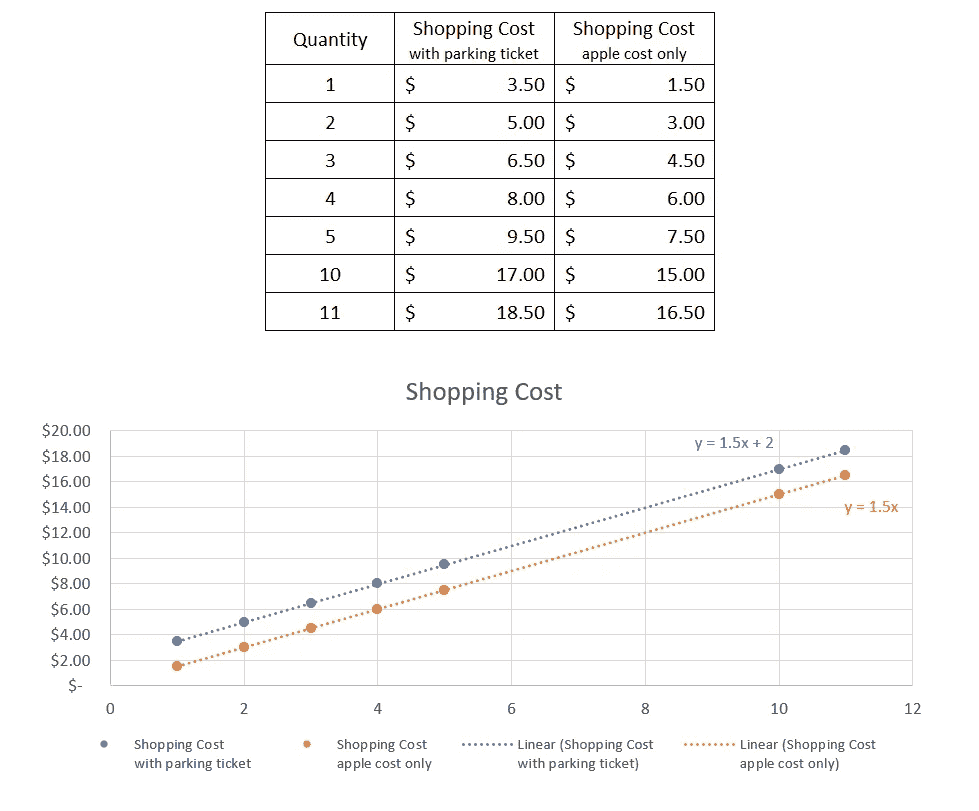 Quantity
Shopping Cost
with parking ticket
Shopping Cost
apple cost only
1 $ 3.50 $ 1.50
2 $ 5.00 $ 3.00
3 $ 6.50 $ 4.50
4 $ 8.00 $ 6.00
5 $ 9.50 $ 7.50
10 $ 17.00 $ 15.00
11 $ 18.50 $ 16.50
Shopping Cost
$20.00
$18.00
$16.00
$14.00
$12.00
$10.00
$8.00
$6.00
$4.00
$2.00
$-
y = 1.5x + 2
y = 1.5x
0 2 4 6 8 10 12
Shopping Cost
with parking ticket
Shopping Cost
apple cost only
Linear (Shopping Cost
with parking ticket)
Linear (Shopping Cost
apple cost only)